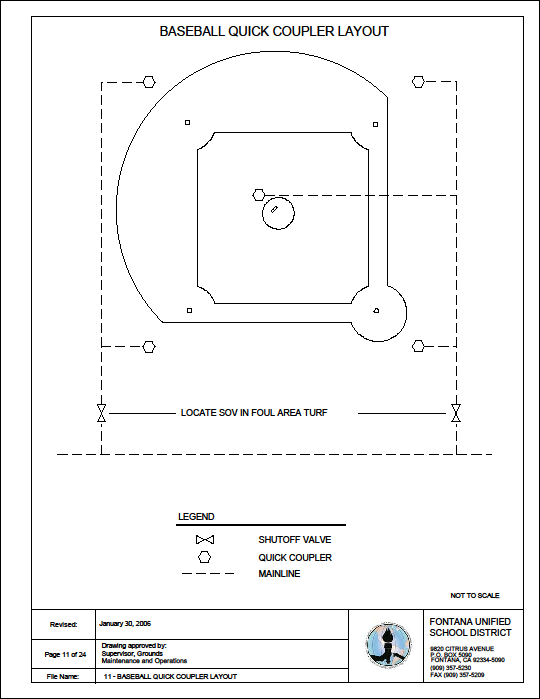 BASEBALL QUICK COUPLER LAYOUT
LOCATE SOV IN FOUL AREA TURF
LEGEND
SHUTOFF VALVE
QUICK COUPLER
MAINLINE
NOT TO SCALE
Revised:
January 30, 2006
Page 11 of 24
Drawing approved by:
Supervisor, Grounds
Maintenance and Operations
File Name:
11 - BASEBALL QUICK COUPLER LAYOUT
FONTANA UNIFIED
SCHOOL DISTRICT
9820 CITRUS AVENUE
P.O. BOX 5090
FONTANA, CA 92334-5090
(909) 357-5230
FAX (909) 357-5209